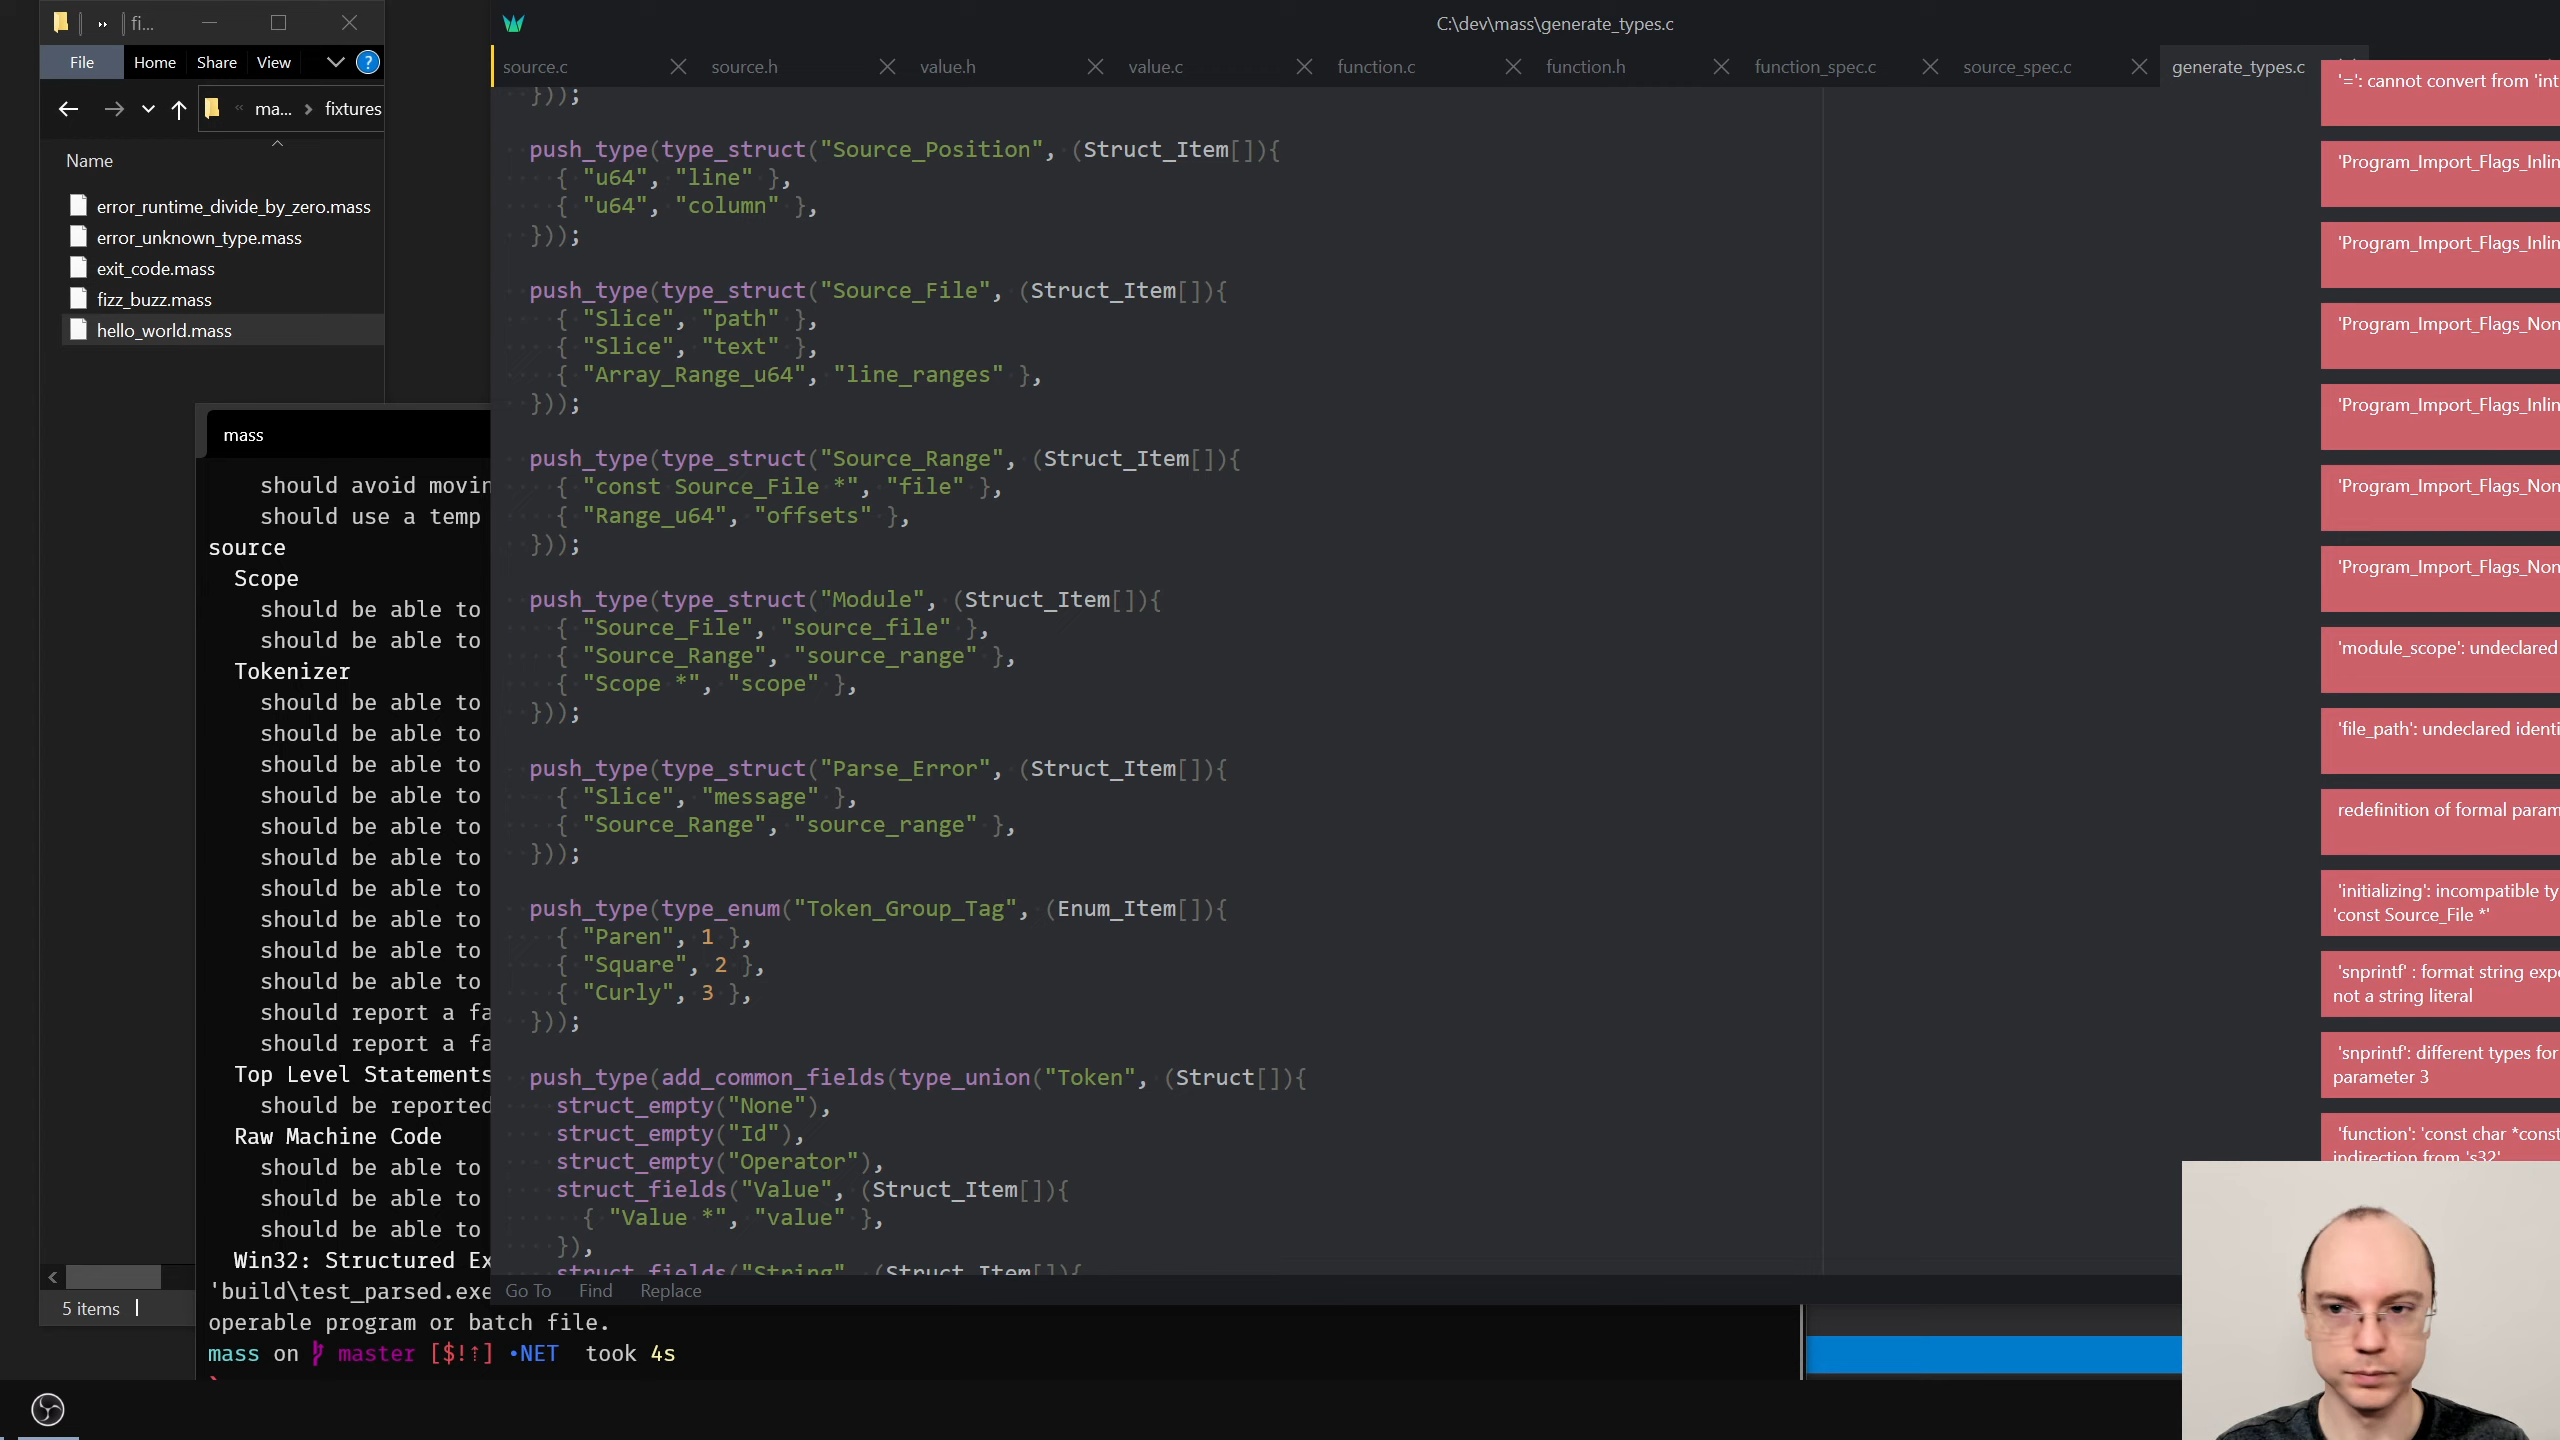 fi...
File Home Share View
ma... fixtures
Name
error_runtime_divide_by_zero.mass
error_unknown_type.mass
exit_code.mass
fizz_buzz.mass
hello_world.mass
5 items
mass
should avoid movin
should use a temp
source
Scope
should be able to
should be able to
Tokenizer
should be able to
should be able to
should be able to
should be able to
should be able to
should be able to
should be able to
should be able to
should be able to
should be able to
should report a fa
should report a fa
Top Level Statements
should be reported
Raw Machine Code
should be able to
should be able to
should be able to
Win32: Structured Ex
'build\test_parsed.exe
operable program or batch file.
mass on master [$!⇡] •NET took 4s
C:\dev\mass\generate_types.c
source.c source.h value.h value.c function.c function.h function_spec.c source_spec.c generate_types.c
}));
push_type(type_struct("Source_Position", (Struct_Item[]){
{ "u64", "line" },
{ "u64", "column" },
}));
push_type(type_struct("Source_File", (Struct_Item[]){
{ "Slice", "path" },
{ "Slice", "text" },
{ "Array_Range_u64", "line_ranges" },
}));
push_type(type_struct("Source_Range", (Struct_Item[]){
{ "const Source_File *", "file" },
{ "Range_u64", "offsets" },
}));
push_type(type_struct("Module", (Struct_Item[]){
{ "Source_File", "source_file" },
{ "Source_Range", "source_range" },
{ "Scope *", "scope" },
}));
push_type(type_struct("Parse_Error", (Struct_Item[]){
{ "Slice", "message" },
{ "Source_Range", "source_range" },
}));
push_type(type_enum("Token_Group_Tag", (Enum_Item[]){
{ "Paren", 1 },
{ "Square", 2 },
{ "Curly", 3 },
}));
push_type(add_common_fields(type_union("Token", (Struct[]){
struct_empty("None"),
struct_empty("Id"),
struct_empty("Operator"),
struct_fields("Value", (Struct_Item[]){
{ "Value *", "value" },
}),
struct_fields("String", (Struct_Item[]){
Go To Find Replace
'=': cannot convert from 'int
'Program_Import_Flags_Inlin
'Program_Import_Flags_Inlin
'Program_Import_Flags_Non
'Program_Import_Flags_Inlin
'Program_Import_Flags_Non
'Program_Import_Flags_Non
'module_scope': undeclared
'file_path': undeclared identi
redefinition of formal param
'initializing': incompatible ty
'const Source_File *'
'snprintf' : format string expe
not a string literal
'snprintf': different types for
parameter 3
'function': 'const char *const
indirection from 's32'